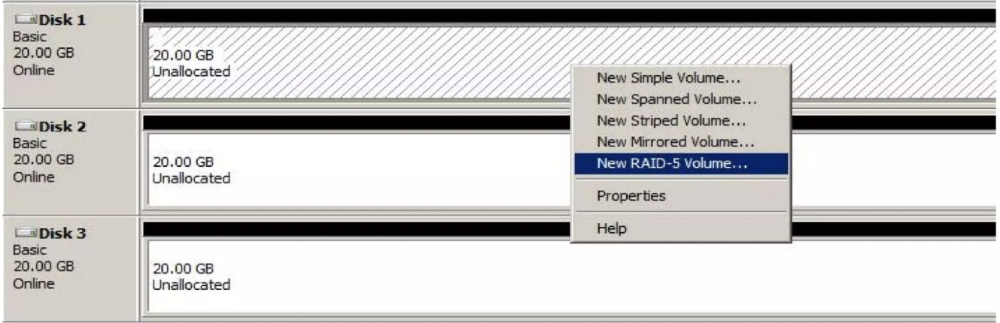 Disk 1
Basic
20.00 GB
Online
20.00 GB
Unallocated
New Simple Volume...
New Spanned Volume...
New Striped Volume...
New Mirrored Volume...
New RAID-5 Volume...
Properties
Help
Disk 2
Basic
20.00 GB
Online
20.00 GB
Unallocated
Disk 3
Basic
20.00 GB
Online
20.00 GB
Unallocated